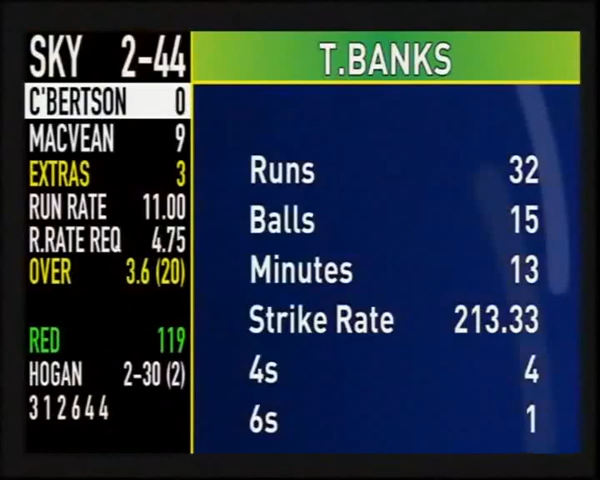 SKY 2-44
C'BERTSON 0
MACVEAN 9
EXTRAS 3
RUN RATE 11.00
R.RATE REQ 4.75
OVER 3.6 (20)
RED 119
HOGAN 2-30 (2)
3 1 2 6 4 4
T.BANKS
Runs 32
Balls 15
Minutes 13
Strike Rate 213.33
4s 4
6s 1